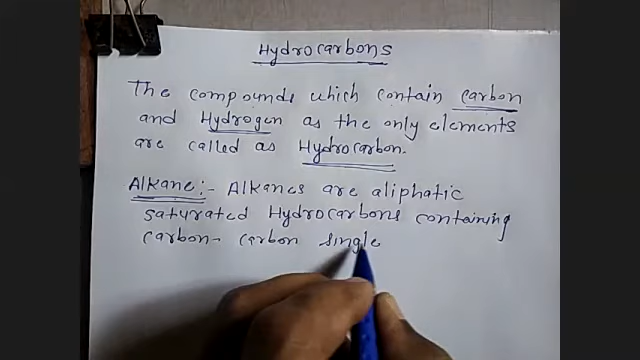 Hydrocarbons
The compounds which contain carbon
and Hydrogen as the only elements
are called as Hydrocarbon.
Alkane:- Alkanes are aliphatic
saturated Hydrocarbons containing
carbon- carbon single